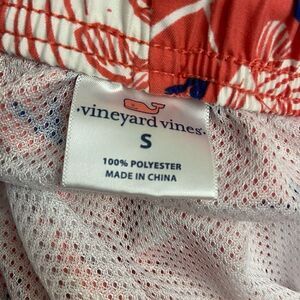 vineyard vines
S
100% POLYESTER
MADE IN CHINA